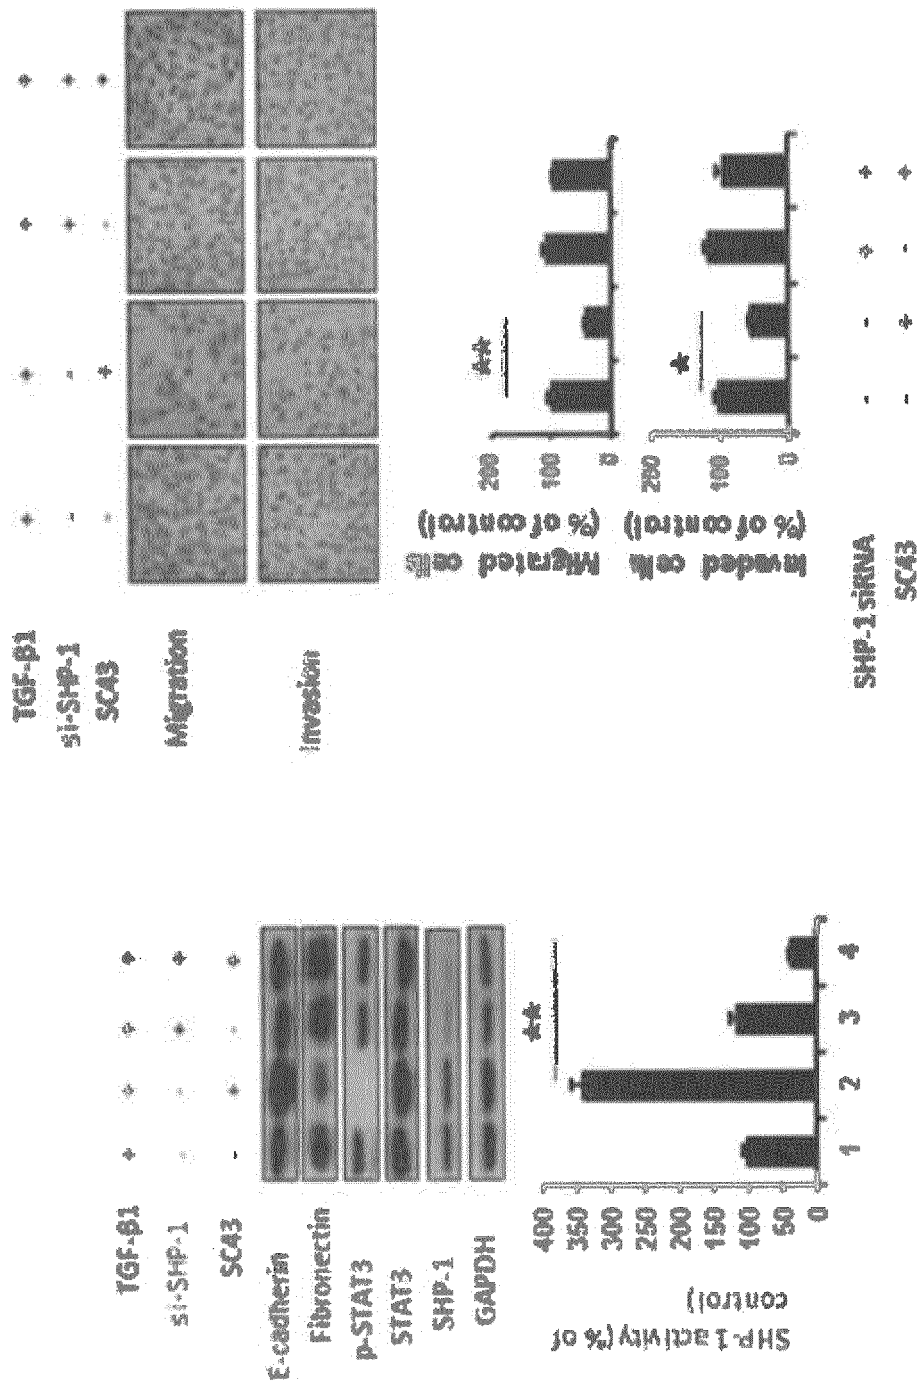 TGF-β1 + + + +
si-SHP-1 - - + +
SC43 - + - +
E-cadherin
Fibronectin
p-STAT3
STAT3
SHP-1
GAPDH
**
SHP-1 activity (% of
control)
400
350
300
250
200
150
100
50
0
1 2 3 4
TGF-β1 + + + +
si-SHP-1 - - + +
SC43 - + - +
Migration
Invasion
Migrated cells
(% of control)
200
100
0
**
Invaded cells
(% of control)
200
100
0
*
SHP-1 siRNA - - + +
SC43 - + - +